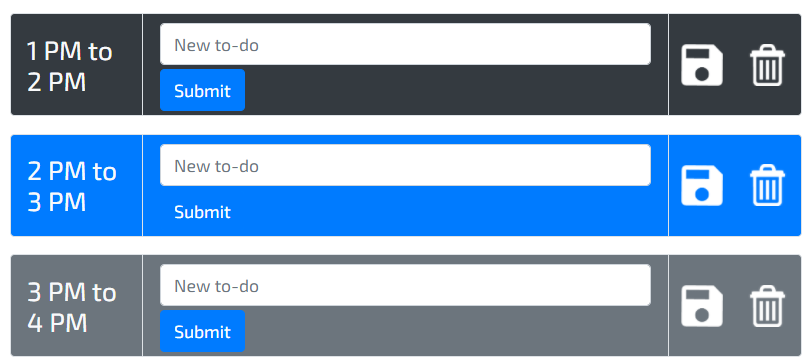 1 PM to
2 PM
New to-do
Submit
2 PM to
3 PM
New to-do
Submit
3 PM to
4 PM
New to-do
Submit